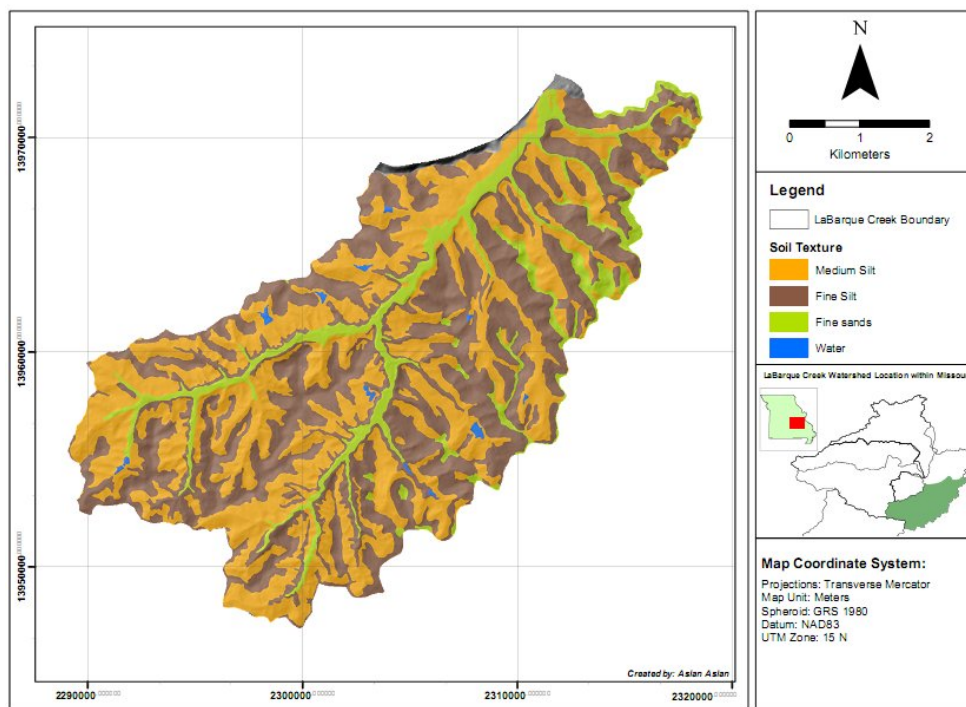 N
0 1 2
Kilometers
Legend
LaBarque Creek Boundary
Soil Texture
Medium Silt
Fine Silt
Fine sands
Water
LaBarque Creek Watershed Location within Missou
Map Coordinate System:
Projections: Transverse Mercator
Map Unit: Meters
Spheroid: GRS 1980
Datum: NAD83
UTM Zone: 15 N
13970000
13960000
13950000
Created by: Asian Asian
2290000 2300000 2310000 2320000